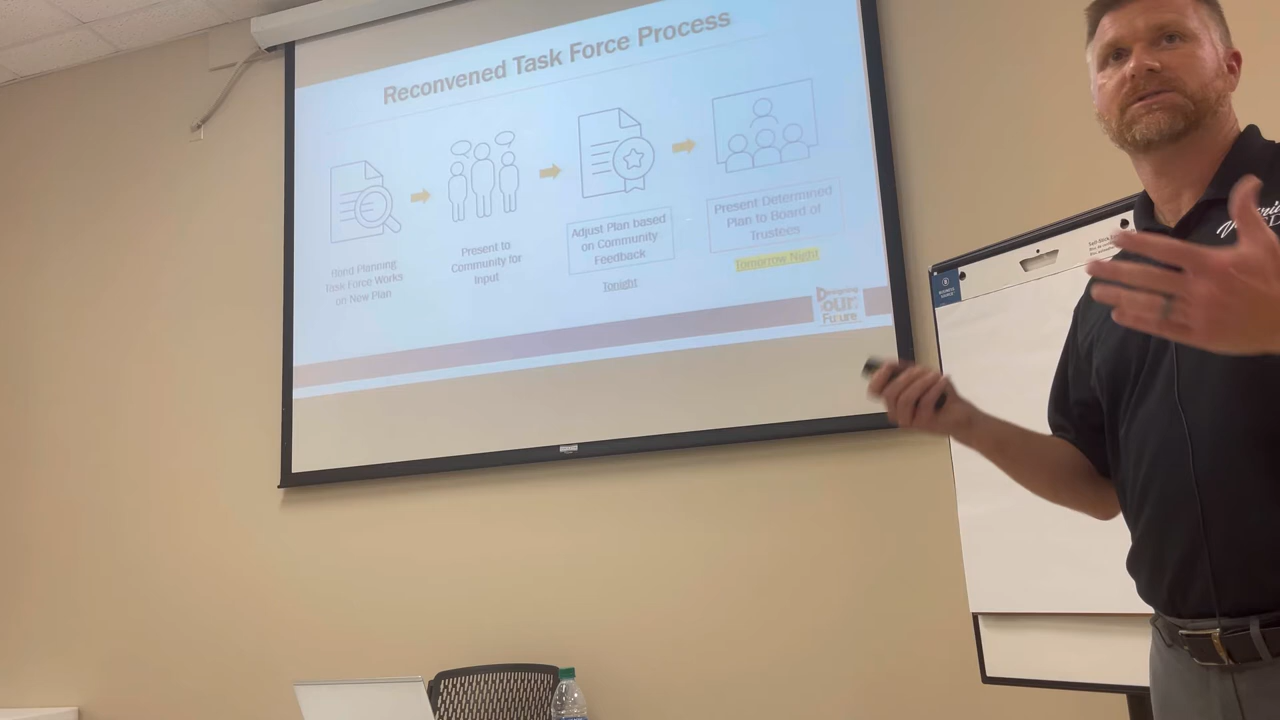 Reconvened Task Force Process
Bond Planning
Task Force Works
on New Plan
Present to
Community for
Input
Adjust Plan based
on Community
Feedback
Tonight
Present Determined
Plan to Board of
Trustees
Tomorrow Night
Designing
Our
Future